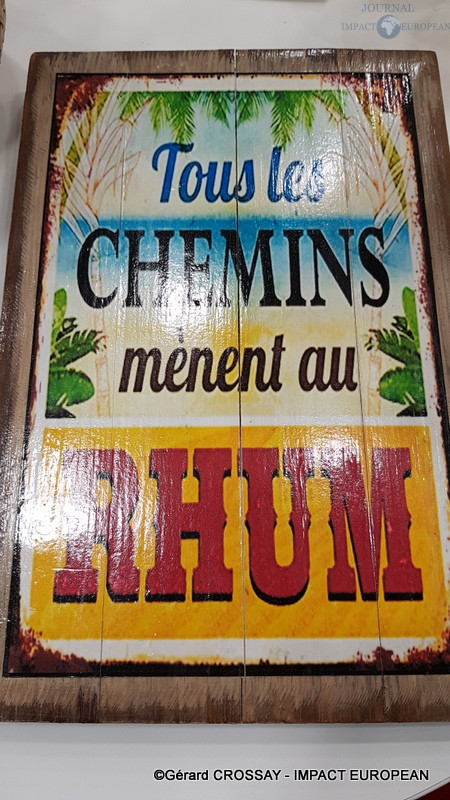 JOURNAL
IMPACT EUROPEAN
Tous les
CHEMINS
mènent au
RHUM
©Gérard CROSSAY - IMPACT EUROPEAN